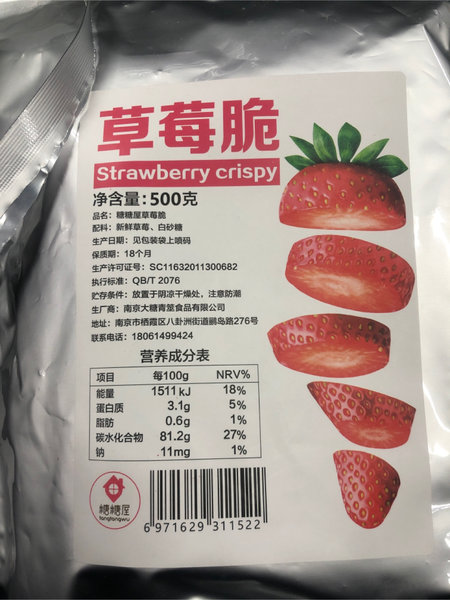 草莓脆
Strawberry crispy
净含量:500克
品名：糖糖屋草莓脆
配料：新鲜草莓、白砂糖
生产日期：见包装袋上喷码
保质期：18个月
生产许可证号：SC11632011300682
执行标准：QB/T 2076
贮存条件：放置于阴凉干燥处，注意防潮
生产厂商：南京大糖青篮食品有限公司
地址：南京市栖霞区八卦洲街道鹂岛路276号
联系电话：18061499424
营养成分表
项目 每100g NRV%
能量 1511kJ 18%
蛋白质 3.1g 5%
脂肪 0.6g 1%
碳水化合物 81.2g 27%
钠 11mg 1%
糖糖屋
tangtangwu
6 971629 311522